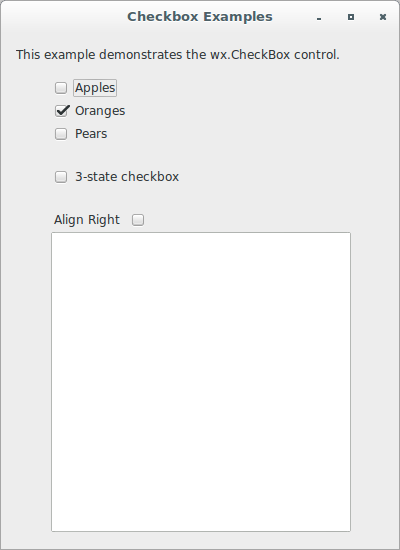 Checkbox Examples
This example demonstrates the wx.CheckBox control.
Apples
Oranges
Pears
3-state checkbox
Align Right